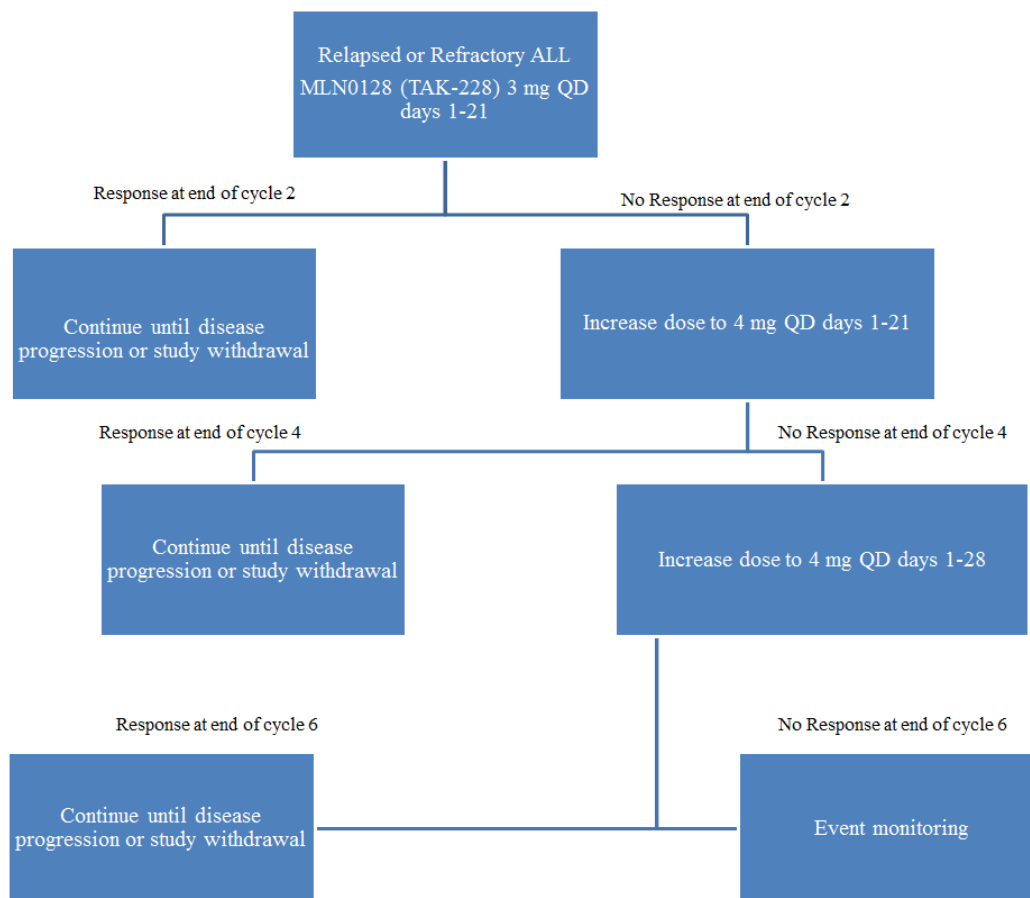 Relapsed or Refractory ALL
MLN0128 (TAK-228) 3 mg QD
days 1-21
Response at end of cycle 2
No Response at end of cycle 2
Continue until disease
progression or study withdrawal
Increase dose to 4 mg QD days 1-21
Response at end of cycle 4
No Response at end of cycle 4
Continue until disease
progression or study withdrawal
Increase dose to 4 mg QD days 1-28
Response at end of cycle 6
No Response at end of cycle 6
Continue until disease
progression or study withdrawal
Event monitoring